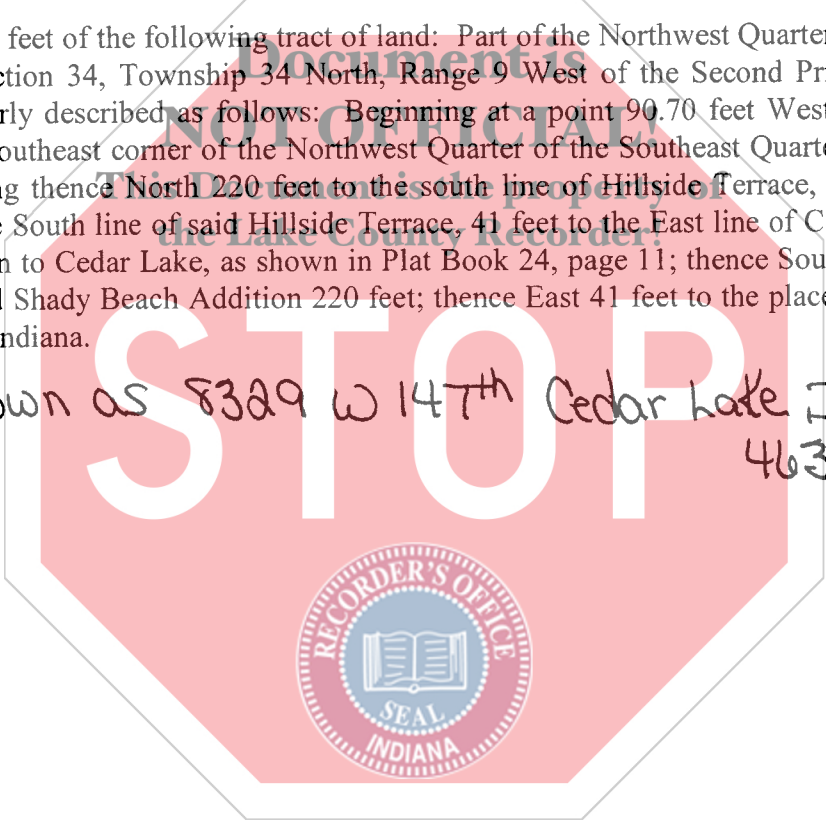 feet of the following tract of land: Part of the Northwest Quarter
ction 34, Township 34 North, Range 9 West of the Second Pri
rly described as follows: Beginning at a point 90.70 feet West
outheast corner of the Northwest Quarter of the Southeast Quarte
ng thence North 220 feet to the south line of Hillside Terrace,
e South line of said Hillside Terrace, 41 feet to the East line of C
n to Cedar Lake, as shown in Plat Book 24, page 11; thence Sou
d Shady Beach Addition 220 feet; thence East 41 feet to the place
ndiana.
own as 8329 W 147th Cedar Lake I
463
Document is
NOT OFFICIAL!
This Document is the property of
the Lake County Recorder!
STOP
RECORDER'S OFFICE
SEAL
INDIANA